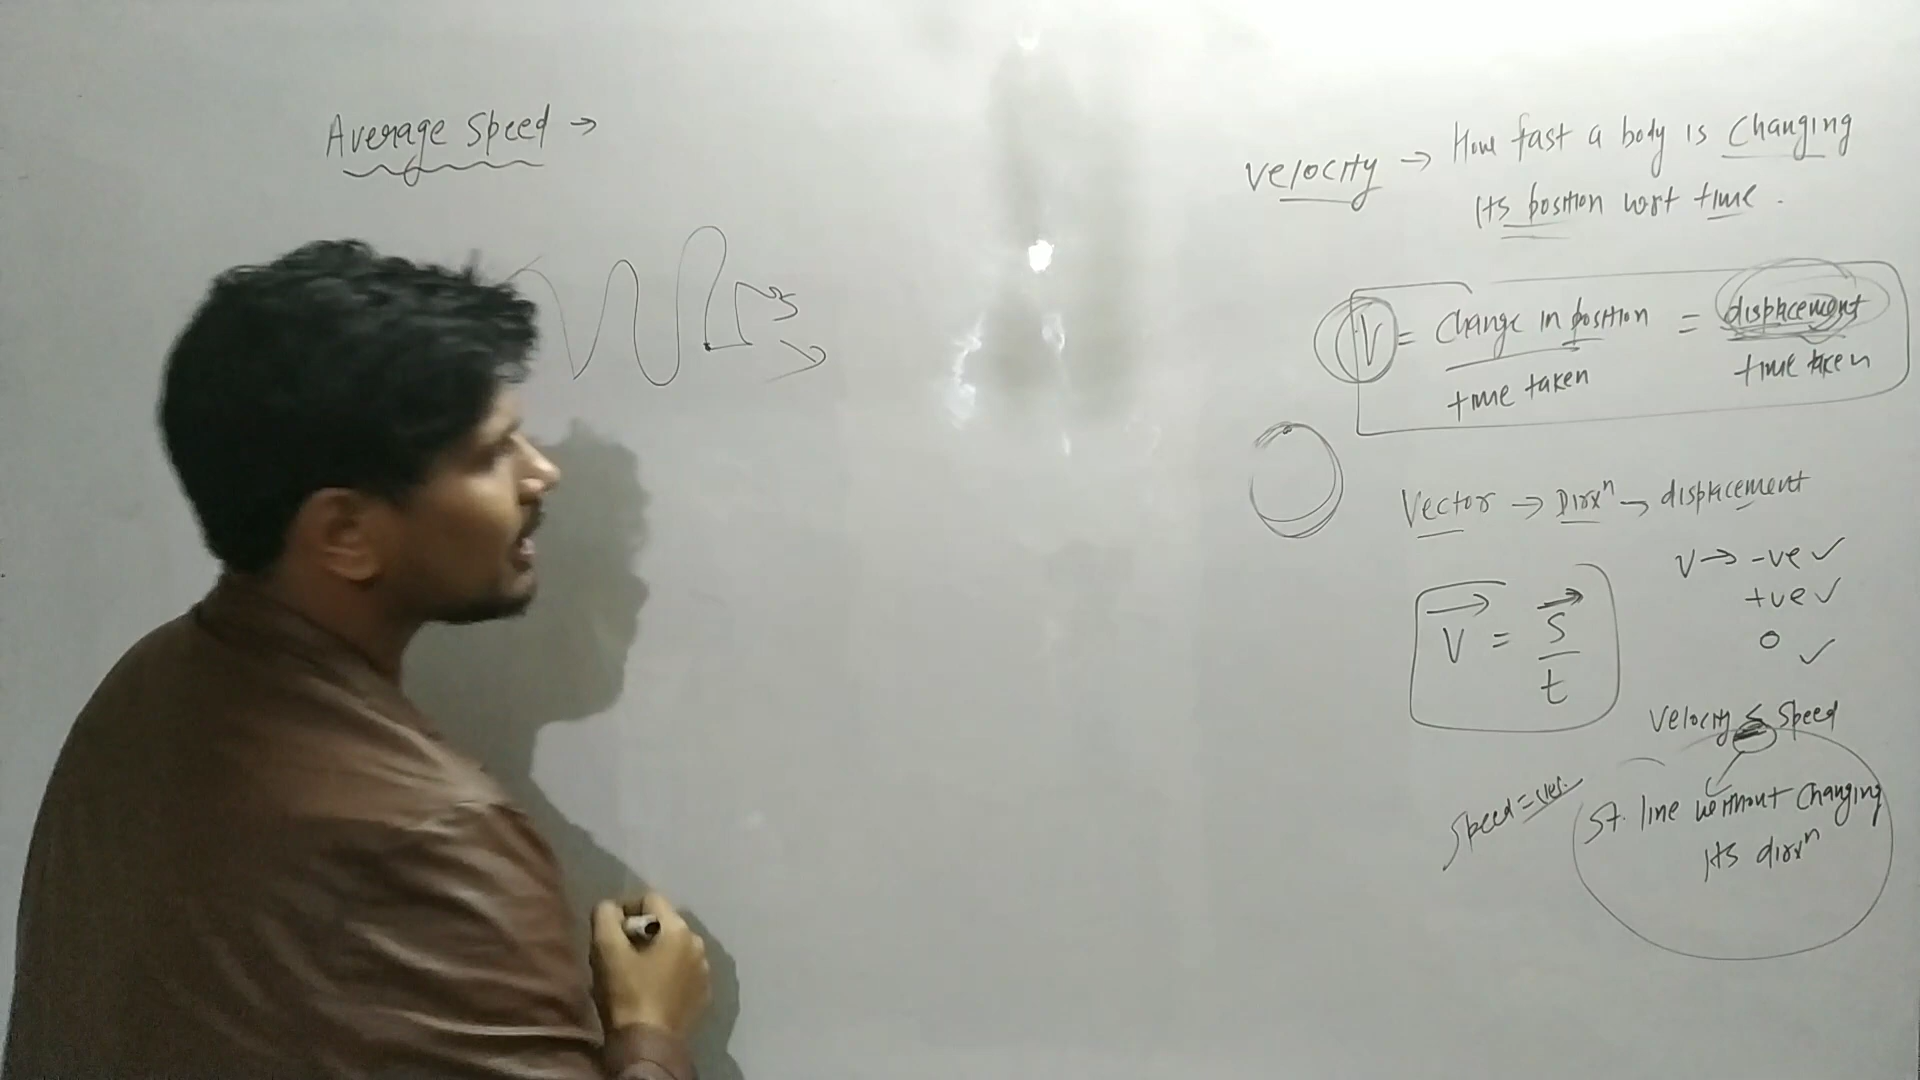 Average Speed →
Velocity → How fast a body is Changing
Its position wrt time.
V = Change in position / time taken = displacement / time taken
Vector → Dirxⁿ → displacement
V → -ve ✓
+ve ✓
0 ✓
V⃗ = S⃗ / t
Velocity ≤ Speed
Speed = vel.
St. line without Changing
Its dirxⁿ